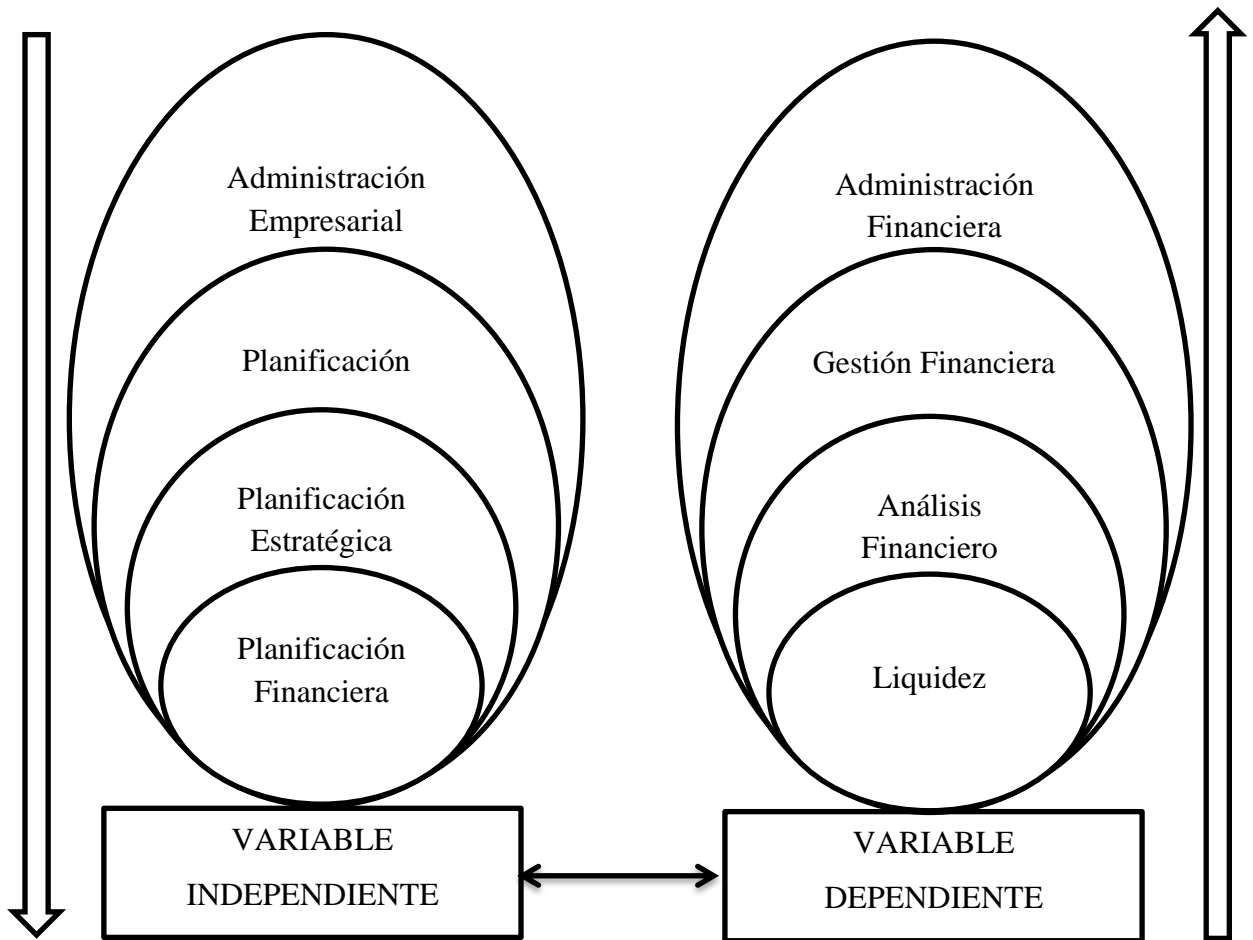 Administración
Empresarial
Planificación
Planificación
Estratégica
Planificación
Financiera
VARIABLE
INDEPENDIENTE
Administración
Financiera
Gestión Financiera
Análisis
Financiero
Liquidez
VARIABLE
DEPENDIENTE